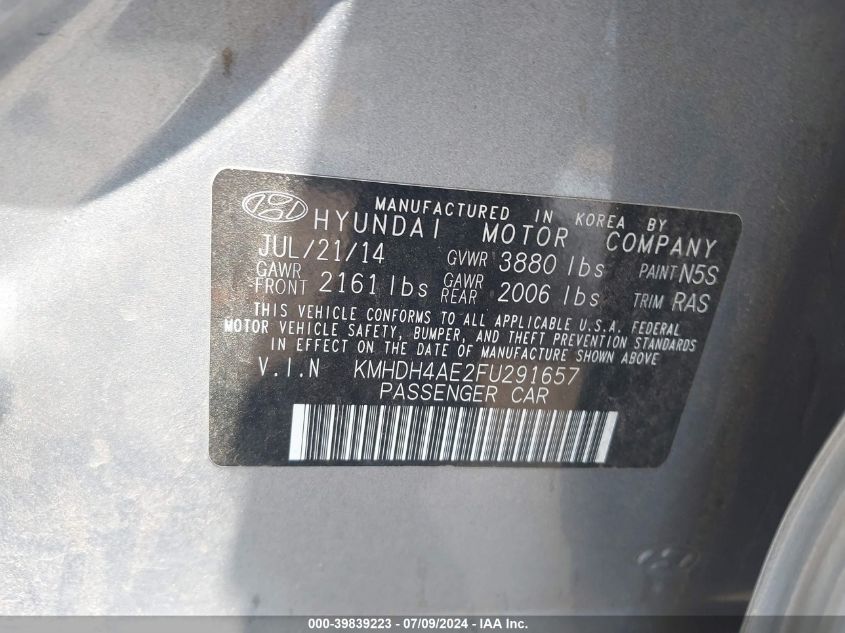 MANUFACTURED IN KOREA BY
HYUNDAI MOTOR COMPANY
JUL/21/14 GVWR 3880 lbs PAINT N5S
GAWR FRONT 2161 lbs GAWR REAR 2006 lbs TRIM RAS
THIS VEHICLE CONFORMS TO ALL APPLICABLE U.S.A. FEDERAL
MOTOR VEHICLE SAFETY, BUMPER, AND THEFT PREVENTION STANDARDS
IN EFFECT ON THE DATE OF MANUFACTURE SHOWN ABOVE
V.I.N KMHDH4AE2FU291657
PASSENGER CAR
000-39839223 - 07/09/2024 - IAA Inc.